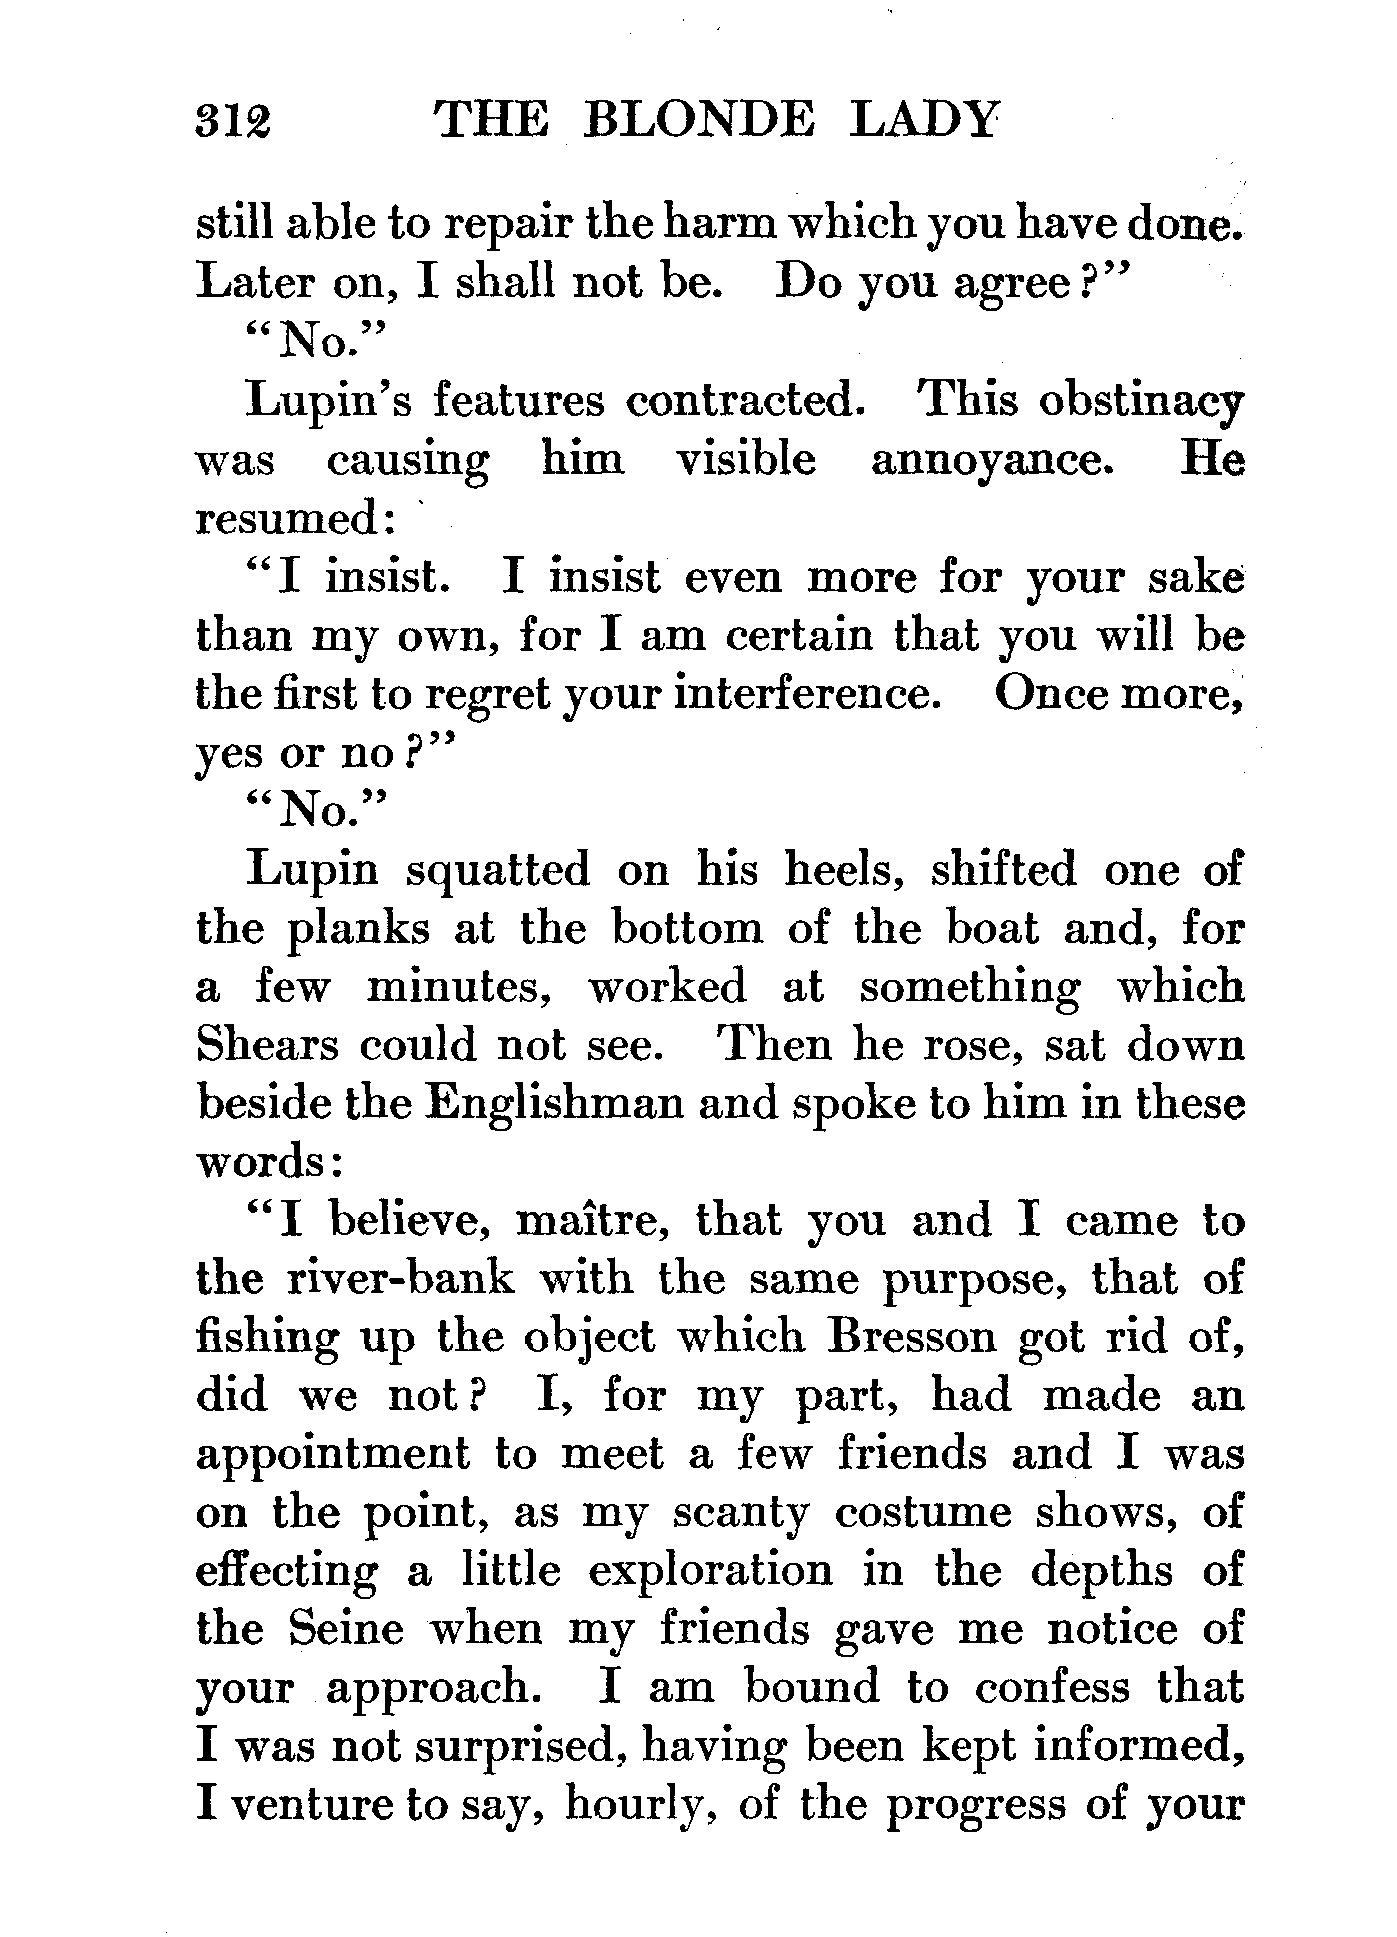 312 THE BLONDE LADY
still able to repair the harm which you have done.
Later on, I shall not be. Do you agree?"
"No."
Lupin's features contracted. This obstinacy
was causing him visible annoyance. He
resumed:
"I insist. I insist even more for your sake
than my own, for I am certain that you will be
the first to regret your interference. Once more,
yes or no?"
"No."
Lupin squatted on his heels, shifted one of
the planks at the bottom of the boat and, for
a few minutes, worked at something which
Shears could not see. Then he rose, sat down
beside the Englishman and spoke to him in these
words:
"I believe, maître, that you and I came to
the river-bank with the same purpose, that of
fishing up the object which Bresson got rid of,
did we not? I, for my part, had made an
appointment to meet a few friends and I was
on the point, as my scanty costume shows, of
effecting a little exploration in the depths of
the Seine when my friends gave me notice of
your approach. I am bound to confess that
I was not surprised, having been kept informed,
I venture to say, hourly, of the progress of your